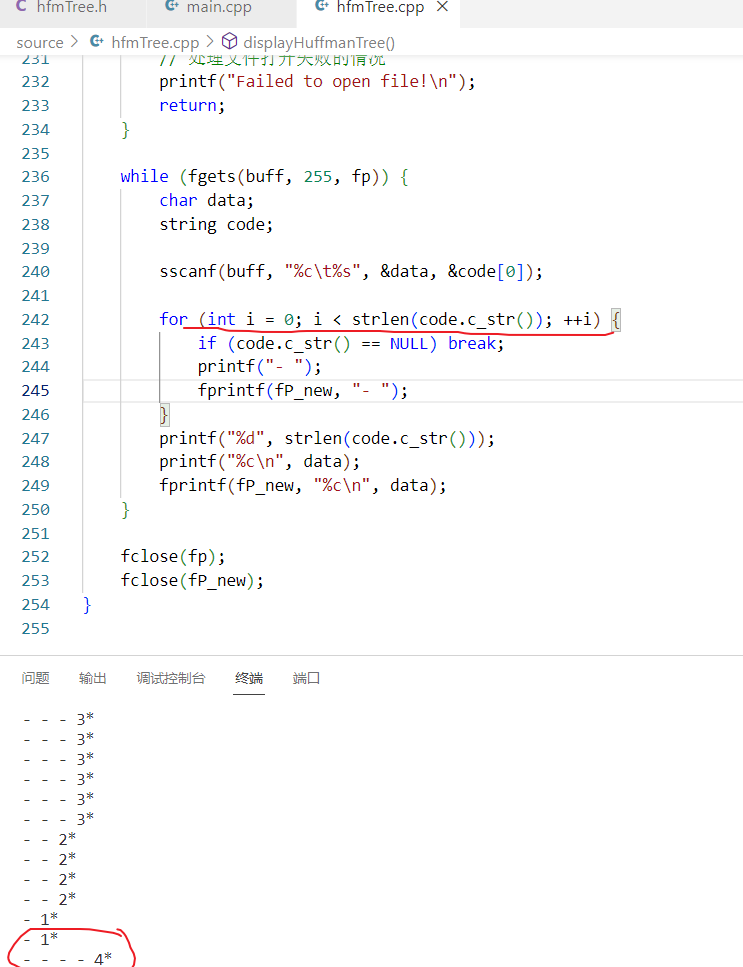 hfmTree.h main.cpp hfmTree.cpp
source hfmTree.cpp displayHuffmanTree()
231 // 处理文件打开失败的情况
232 printf("Failed to open file!\n");
233 return;
234 }
235
236 while (fgets(buff, 255, fp)) {
237 char data;
238 string code;
239
240 sscanf(buff, "%c\t%s", &data, &code[0]);
241
242 for (int i = 0; i < strlen(code.c_str()); ++i) {
243 if (code.c_str() == NULL) break;
244 printf("- ");
245 fprintf(fP_new, "- ");
246 }
247 printf("%d", strlen(code.c_str()));
248 printf("%c\n", data);
249 fprintf(fP_new, "%c\n", data);
250 }
251
252 fclose(fp);
253 fclose(fP_new);
254 }
255
问题 输出 调试控制台 终端 端口
- - - 3*
- - - 3*
- - - 3*
- - - 3*
- - - 3*
- - - 3*
- - 2*
- - 2*
- - 2*
- - 2*
- 1*
- 1*
- - - - 4*